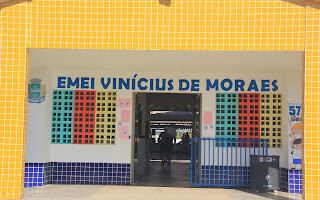 EMEI VINÍCIUS DE MORAES
57